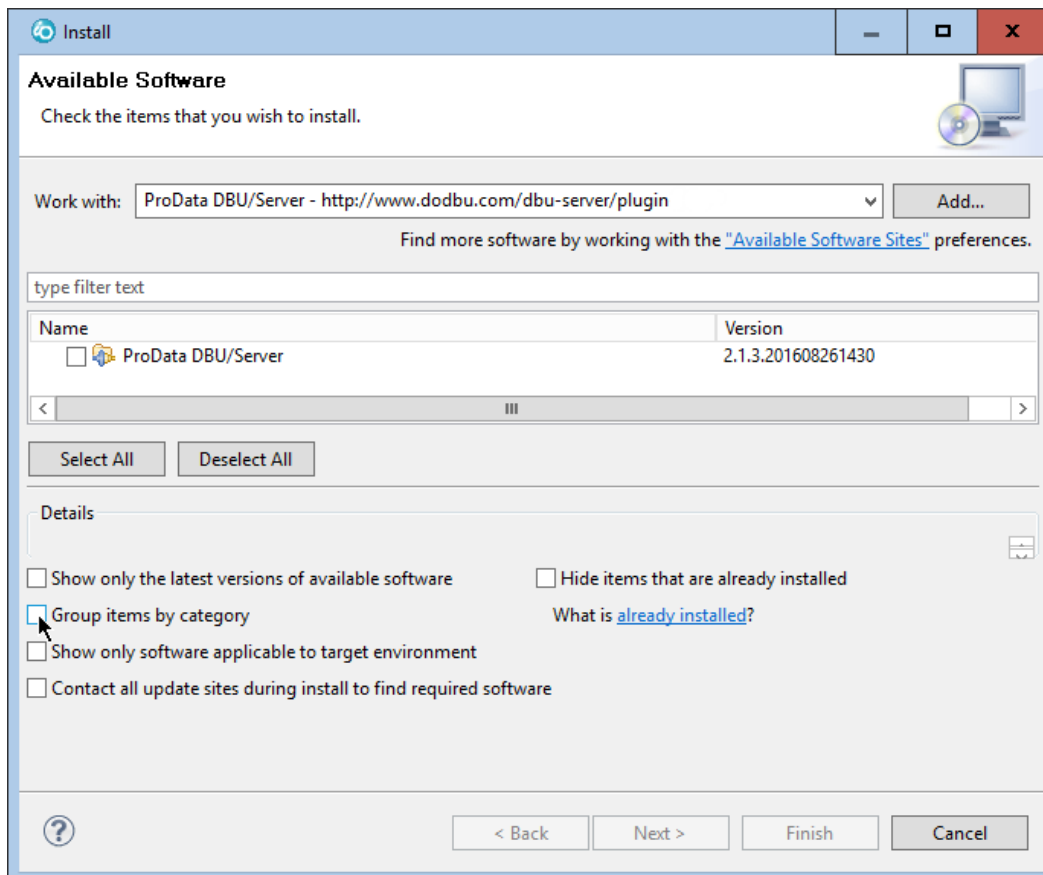 Install
Available Software
Check the items that you wish to install.
Work with: ProData DBU/Server - http://www.dodbu.com/dbu-server/plugin Add...
Find more software by working with the "Available Software Sites" preferences.
type filter text
Name Version
ProData DBU/Server 2.1.3.201608261430
Select All Deselect All
Details
Show only the latest versions of available software Hide items that are already installed
Group items by category What is already installed?
Show only software applicable to target environment
Contact all update sites during install to find required software
? < Back Next > Finish Cancel